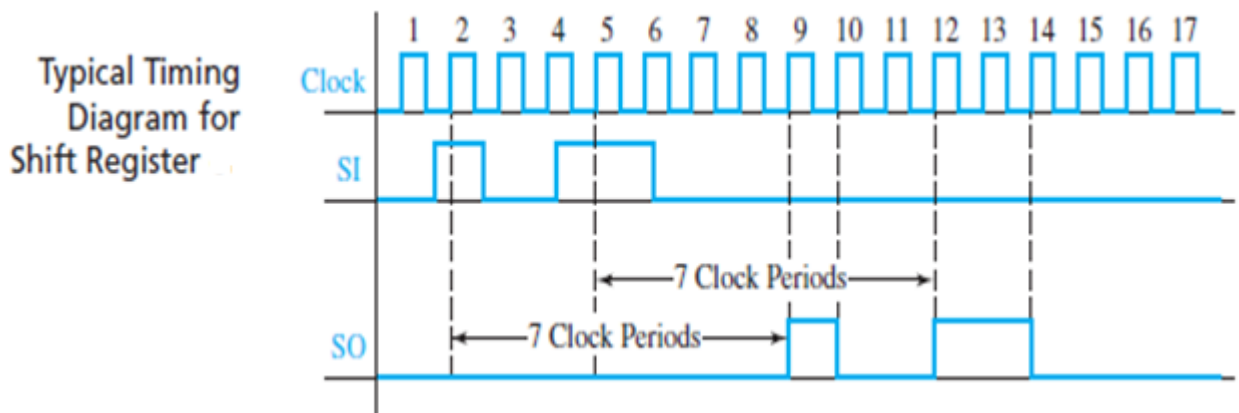 1 2 3 4 5 6 7 8 9 10 11 12 13 14 15 16 17
Typical Timing
Diagram for
Shift Register
Clock
SI
7 Clock Periods
7 Clock Periods
SO